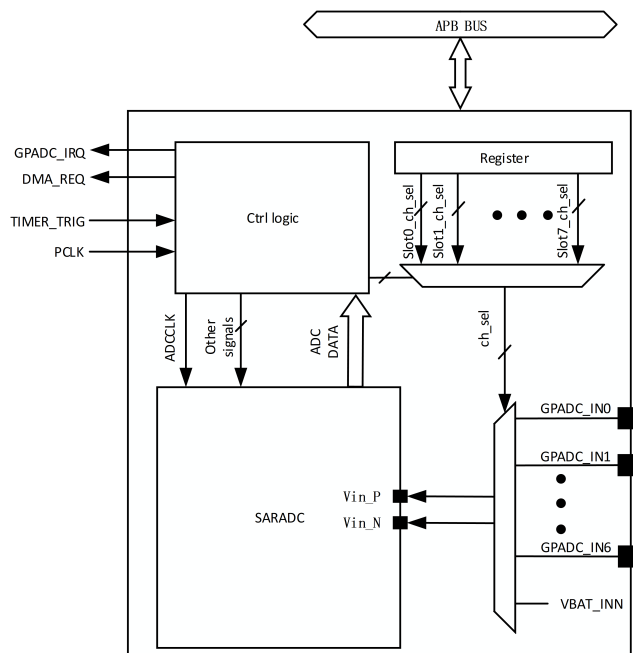 APB BUS
GPADC_IRQ
DMA_REQ
TIMER_TRIG
PCLK
Ctrl logic
Register
Slot0_ch_sel
Slot1_ch_sel
Slot7_ch_sel
ADCCLK
Other
signals
ADC
DATA
ch_sel
SARADC
Vin_P
Vin_N
GPADC_IN0
GPADC_IN1
GPADC_IN6
VBAT_INN